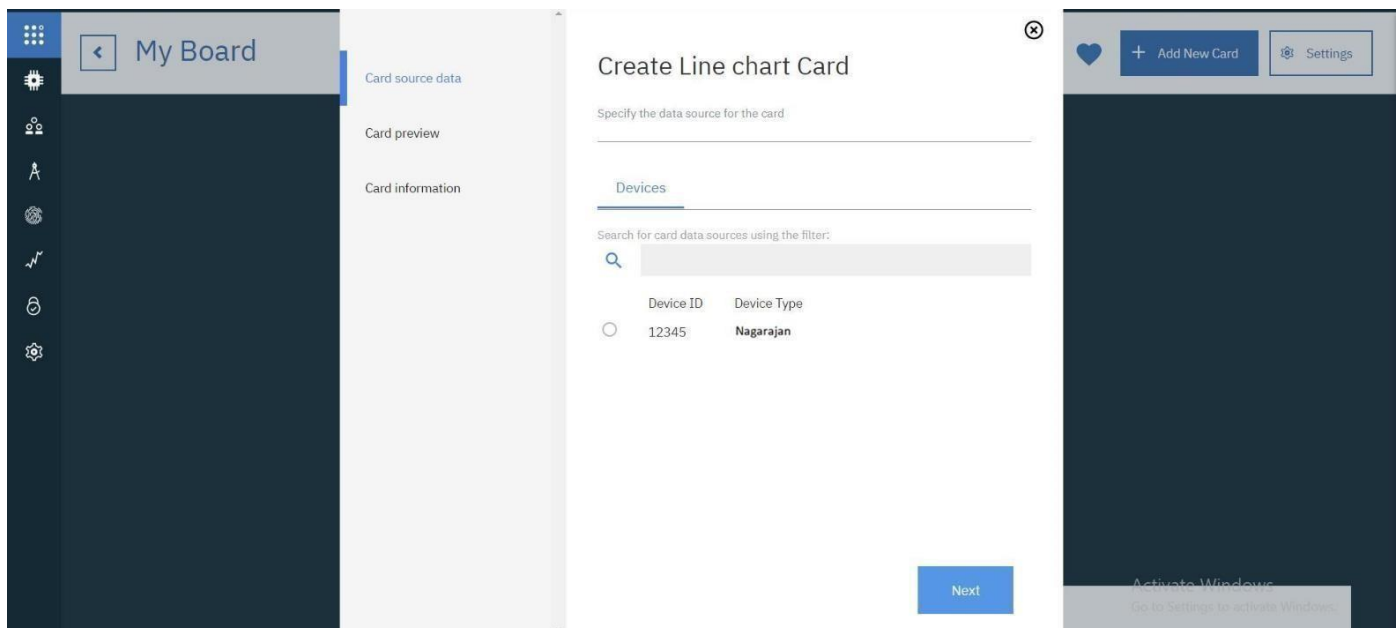 My Board
Card source data
Card preview
Card information
Create Line chart Card
Specify the data source for the card
Devices
Search for card data sources using the filter:
Device ID Device Type
12345 Nagarajan
Next
+ Add New Card
Settings
Activate Windows
Go to Settings to activate Windows.